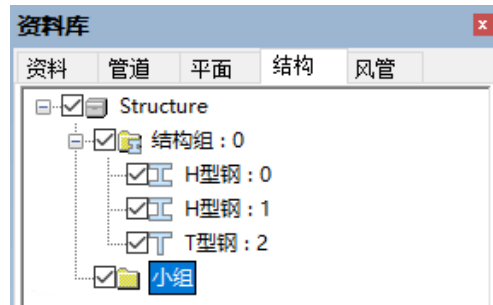 资料库
资料 管道 平面 结构 风管
Structure
结构组：0
H型钢：0
H型钢：1
T型钢：2
小组